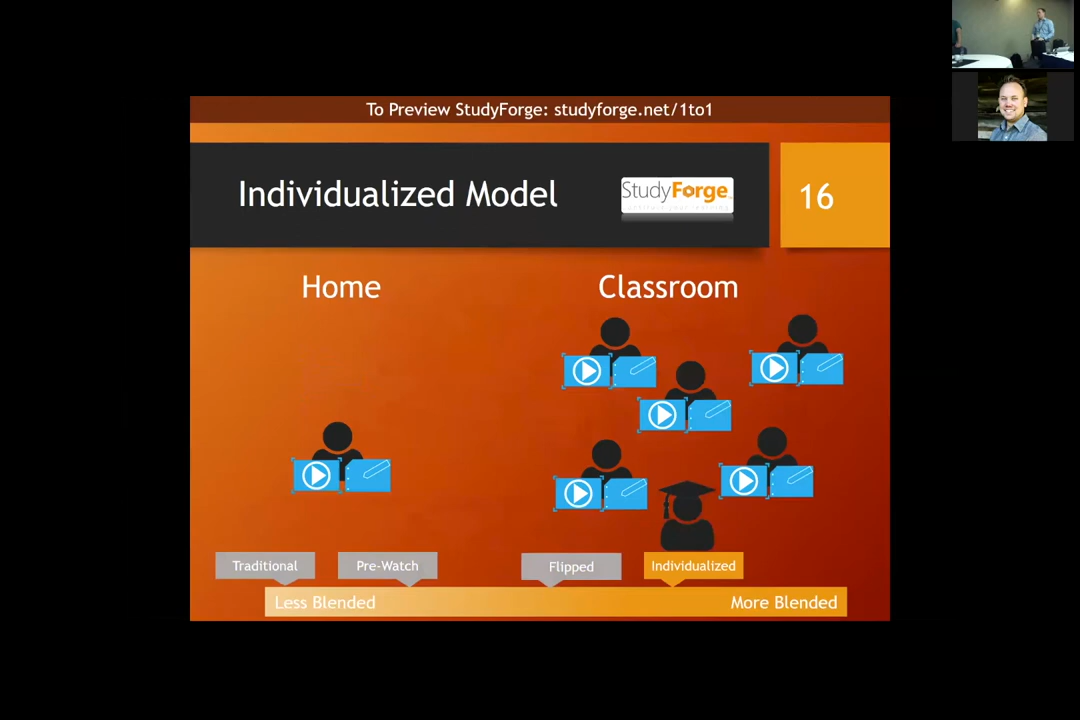 To Preview StudyForge: studyforge.net/1to1
Individualized Model
StudyForge
16
Home
Classroom
Traditional
Pre-Watch
Flipped
Individualized
Less Blended
More Blended